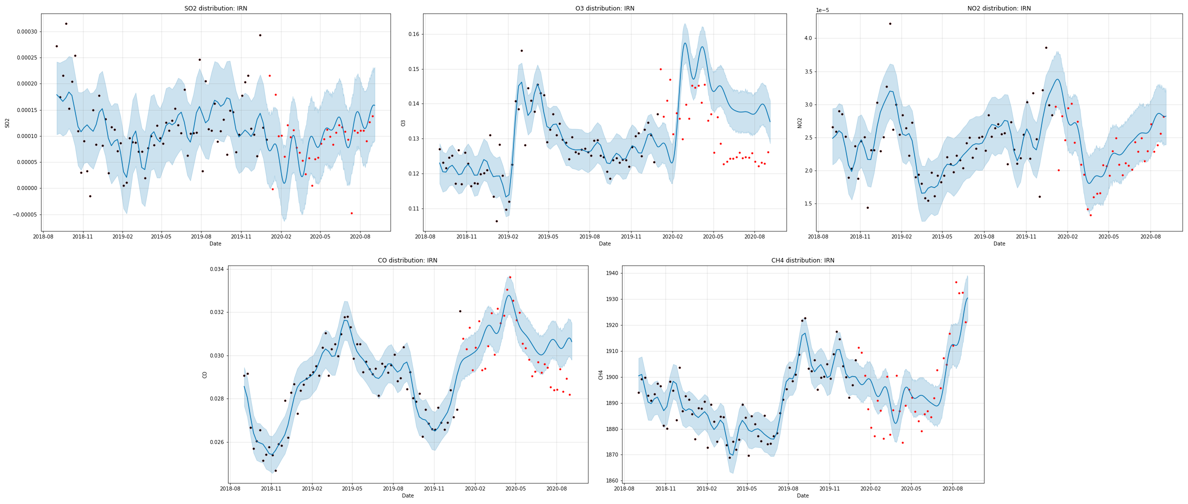 SO2 distribution: IRN
0.00030
0.00025
0.00020
0.00015
0.00010
0.00005
0.00000
−0.00005
SO2
2018-08 2018-11 2019-02 2019-05 2019-08 2019-11 2020-02 2020-05 2020-08
Date
O3 distribution: IRN
0.16
0.15
0.14
0.13
0.12
0.11
O3
2018-08 2018-11 2019-02 2019-05 2019-08 2019-11 2020-02 2020-05 2020-08
Date
NO2 distribution: IRN
1e−5
4.0
3.5
3.0
2.5
2.0
1.5
NO2
2018-08 2018-11 2019-02 2019-05 2019-08 2019-11 2020-02 2020-05 2020-08
Date
CO distribution: IRN
0.034
0.032
0.030
0.028
0.026
CO
2018-08 2018-11 2019-02 2019-05 2019-08 2019-11 2020-02 2020-05 2020-08
Date
CH4 distribution: IRN
1940
1930
1920
1910
1900
1890
1880
1870
1860
CH4
2018-08 2018-11 2019-02 2019-05 2019-08 2019-11 2020-02 2020-05 2020-08
Date